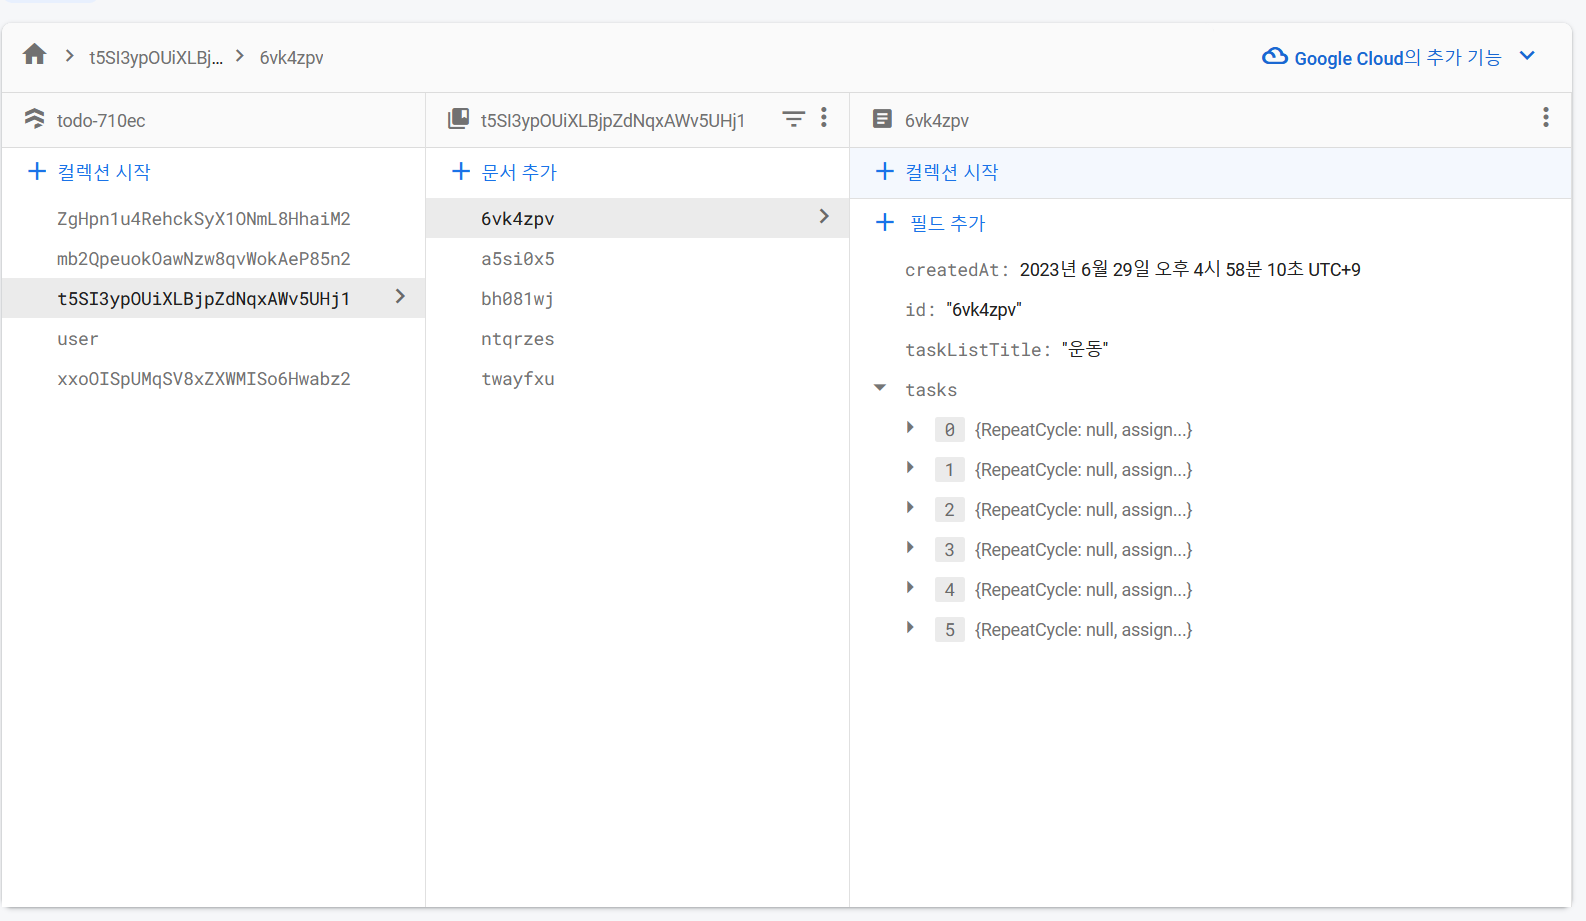 t5SI3ypOUiXLBj... 6vk4zpv
Google Cloud의 추가 기능
todo-710ec
컬렉션 시작
ZgHpn1u4RehckSyX1ONmL8HhaiM2
mb2QpeuokOawNzw8qvWokAeP85n2
t5SI3ypOUiXLBjpZdNqxAWv5UHj1
user
xxoOISpUMqSV8xZXWMISo6Hwabz2
t5SI3ypOUiXLBjpZdNqxAWv5UHj1
문서 추가
6vk4zpv
a5si0x5
bh081wj
ntqrzes
twayfxu
6vk4zpv
컬렉션 시작
필드 추가
createdAt: 2023년 6월 29일 오후 4시 58분 10초 UTC+9
id: "6vk4zpv"
taskListTitle: "운동"
tasks
0 {RepeatCycle: null, assign...}
1 {RepeatCycle: null, assign...}
2 {RepeatCycle: null, assign...}
3 {RepeatCycle: null, assign...}
4 {RepeatCycle: null, assign...}
5 {RepeatCycle: null, assign...}